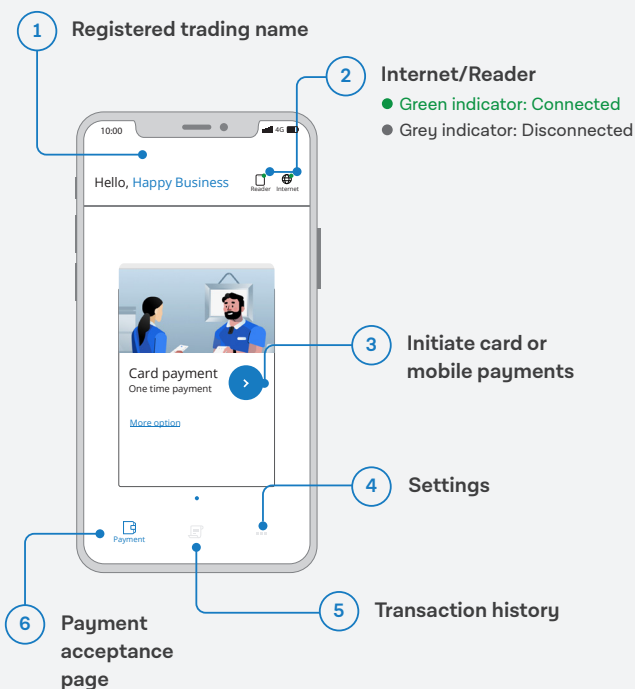 1 Registered trading name
2 Internet/Reader
Green indicator: Connected
Grey indicator: Disconnected
10:00 4G
Hello, Happy Business
Reader Internet
Card payment
One time payment
More option
3 Initiate card or
mobile payments
4 Settings
Payment
5 Transaction history
6 Payment
acceptance
page